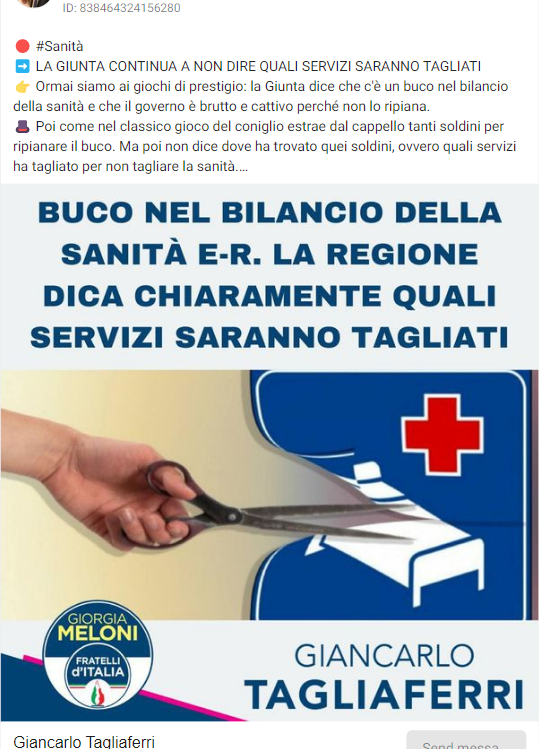 ID: 838464324156280
🔴 #Sanità
➡️ LA GIUNTA CONTINUA A NON DIRE QUALI SERVIZI SARANNO TAGLIATI
👉 Ormai siamo ai giochi di prestigio: la Giunta dice che c'è un buco nel bilancio
della sanità e che il governo è brutto e cattivo perché non lo ripiana.
🎩 Poi come nel classico gioco del coniglio estrae dal cappello tanti soldini per
ripianare il buco. Ma poi non dice dove ha trovato quei soldini, ovvero quali servizi
ha tagliato per non tagliare la sanità....
BUCO NEL BILANCIO DELLA
SANITÀ E-R. LA REGIONE
DICA CHIARAMENTE QUALI
SERVIZI SARANNO TAGLIATI
GIORGIA
MELONI
FRATELLI
d'ITALIA
GIANCARLO
TAGLIAFERRI
Giancarlo Tagliaferri
Send messa...